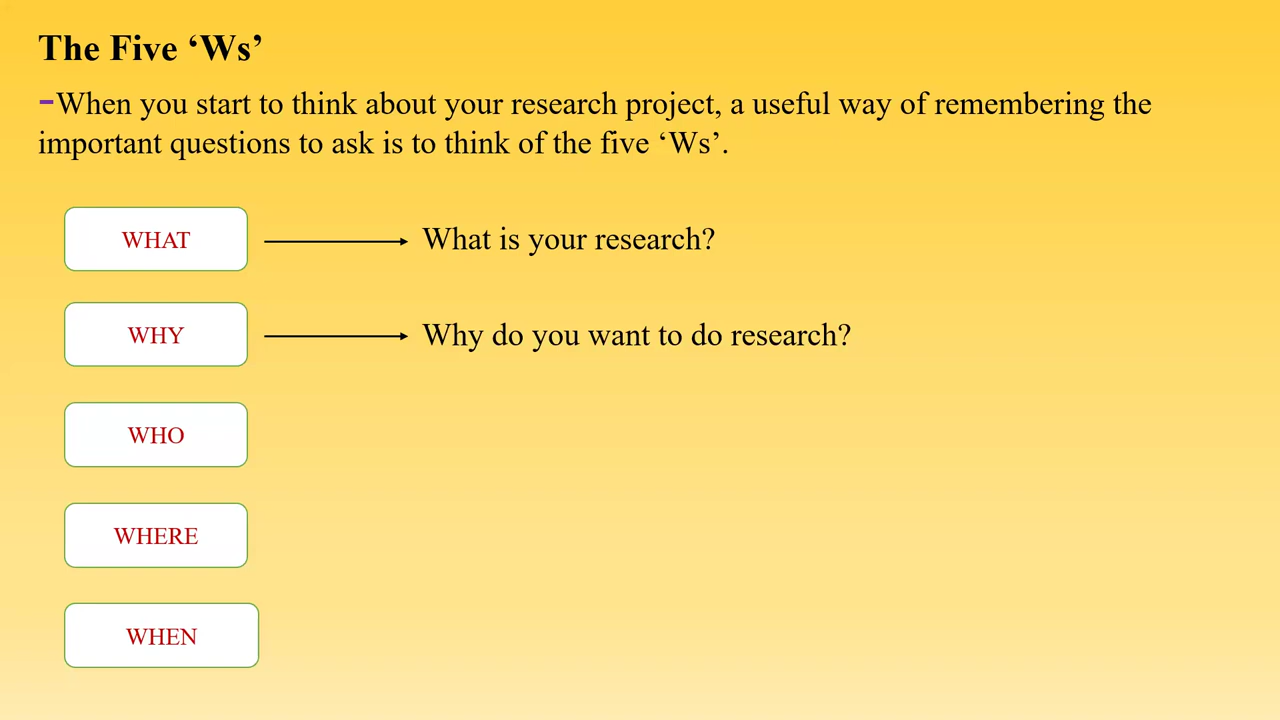 The Five ‘Ws’
-When you start to think about your research project, a useful way of remembering the
important questions to ask is to think of the five ‘Ws’.
WHAT What is your research?
WHY Why do you want to do research?
WHO
WHERE
WHEN